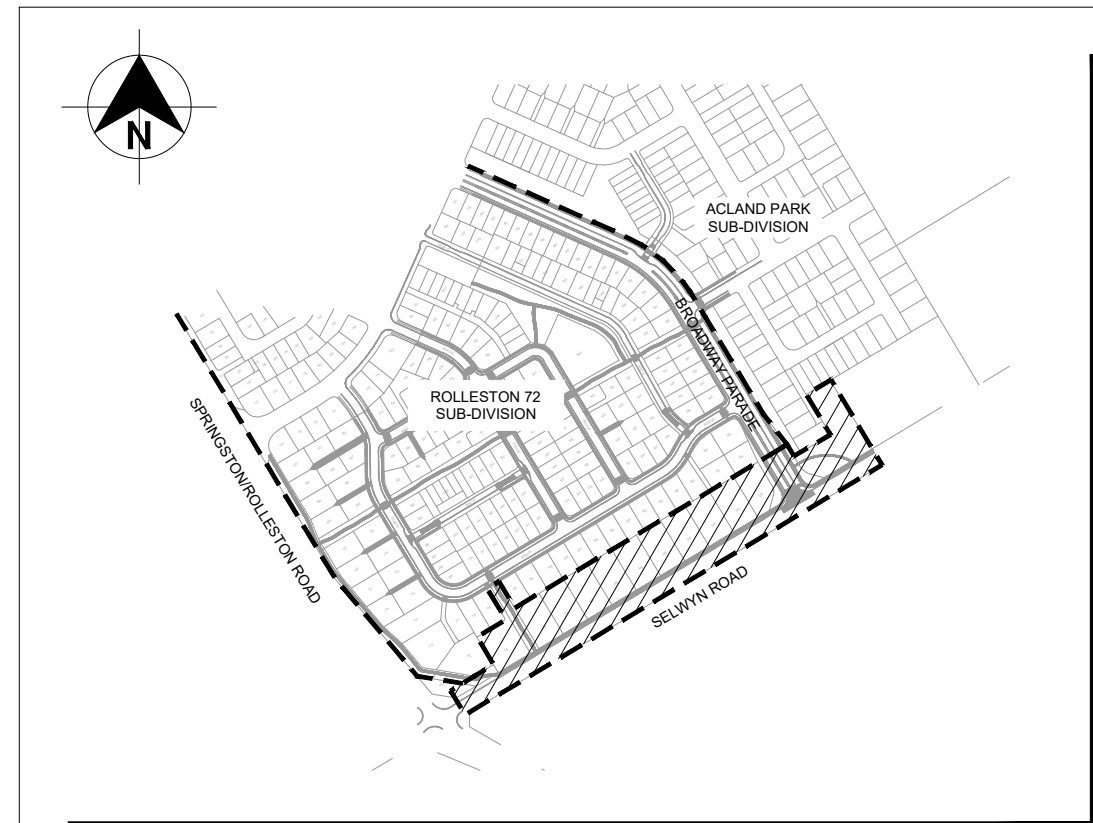 N
ACLAND PARK
SUB-DIVISION
BROADWAY PARADE
ROLLESTON 72
SUB-DIVISION
SPRINGSTON/ROLLESTON ROAD
SELWYN ROAD